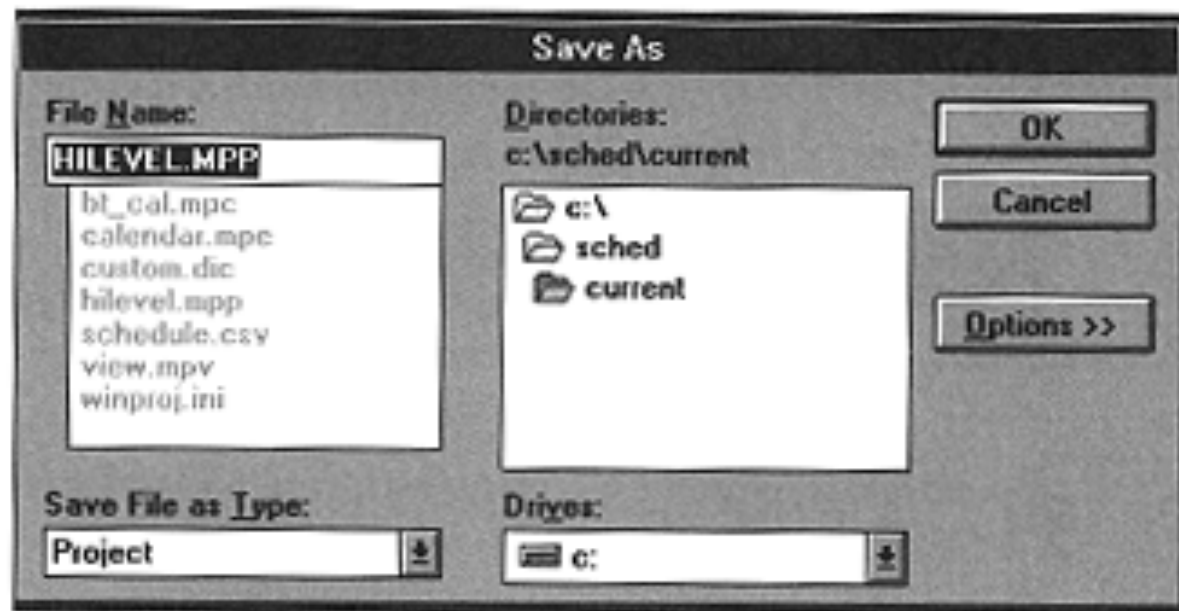 Save As
File Name:
HILEVEL.MPP
bt_cal.mpc
calendar.mpc
custom.dic
hilevel.mpp
schedule.csv
view.mpv
winproj.ini
Save File as Type:
Project
Directories:
c:\sched\current
c:\
sched
current
Drives:
c:
OK
Cancel
Options >>